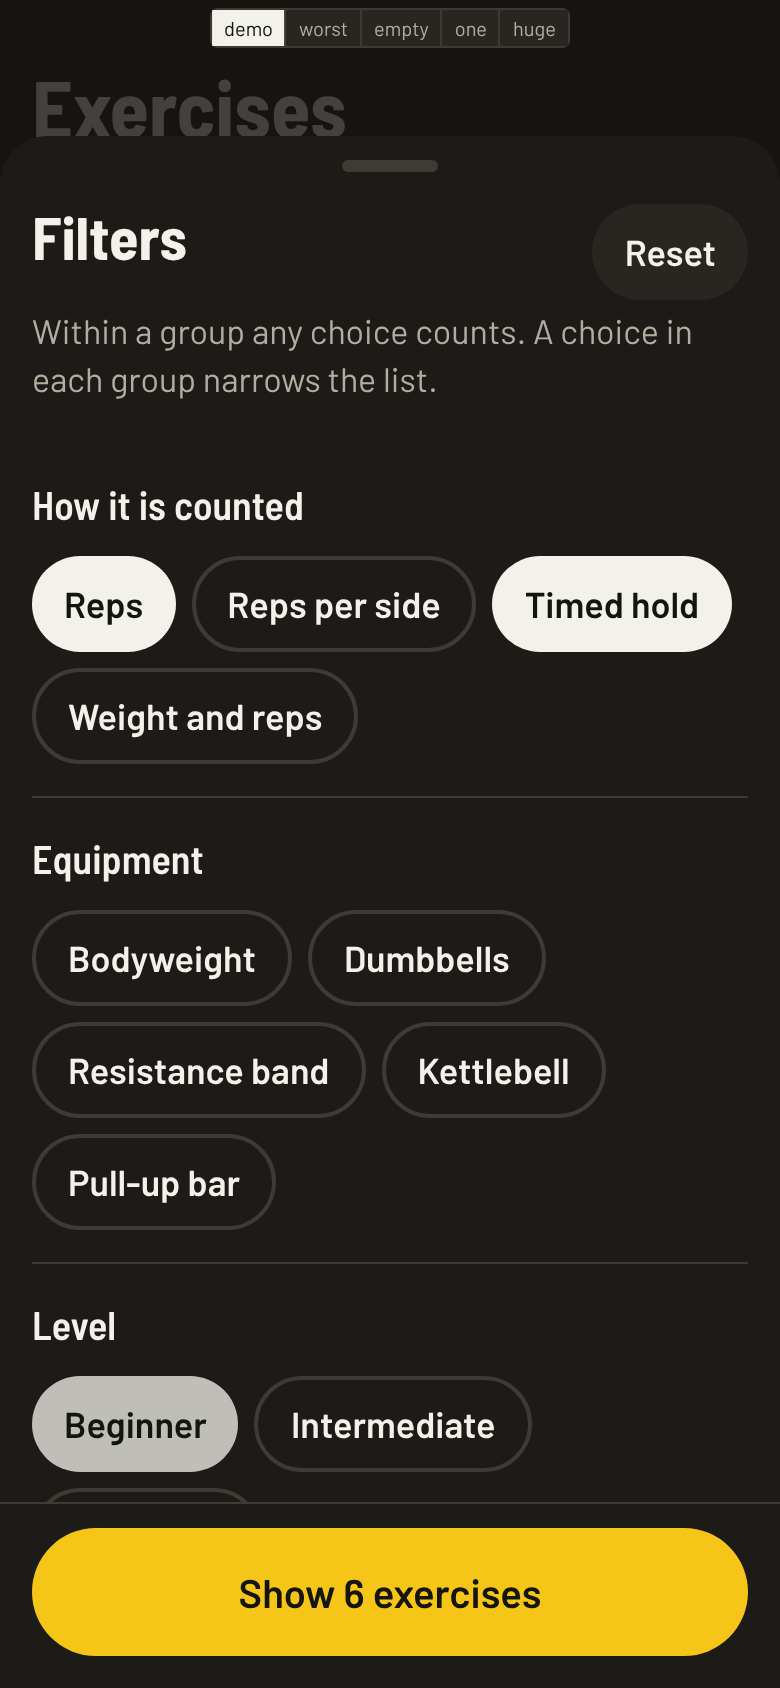 demo worst empty one huge
Exercises
Filters
Reset
Within a group any choice counts. A choice in
each group narrows the list.
How it is counted
Reps Reps per side Timed hold
Weight and reps
Equipment
Bodyweight Dumbbells
Resistance band Kettlebell
Pull-up bar
Level
Beginner Intermediate
Show 6 exercises